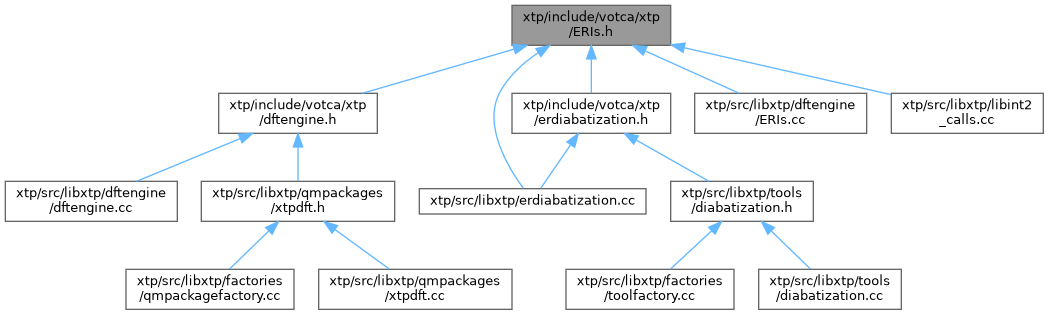 xtp/include/votca/xtp
/ERIs.h
xtp/include/votca/xtp
/dftengine.h
xtp/include/votca/xtp
/erdiabatization.h
xtp/src/libxtp/dftengine
/ERIs.cc
xtp/src/libxtp/libint2
_calls.cc
xtp/src/libxtp/dftengine
/dftengine.cc
xtp/src/libxtp/qmpackages
/xtpdft.h
xtp/src/libxtp/erdiabatization.cc
xtp/src/libxtp/tools
/diabatization.h
xtp/src/libxtp/factories
/qmpackagefactory.cc
xtp/src/libxtp/qmpackages
/xtpdft.cc
xtp/src/libxtp/factories
/toolfactory.cc
xtp/src/libxtp/tools
/diabatization.cc